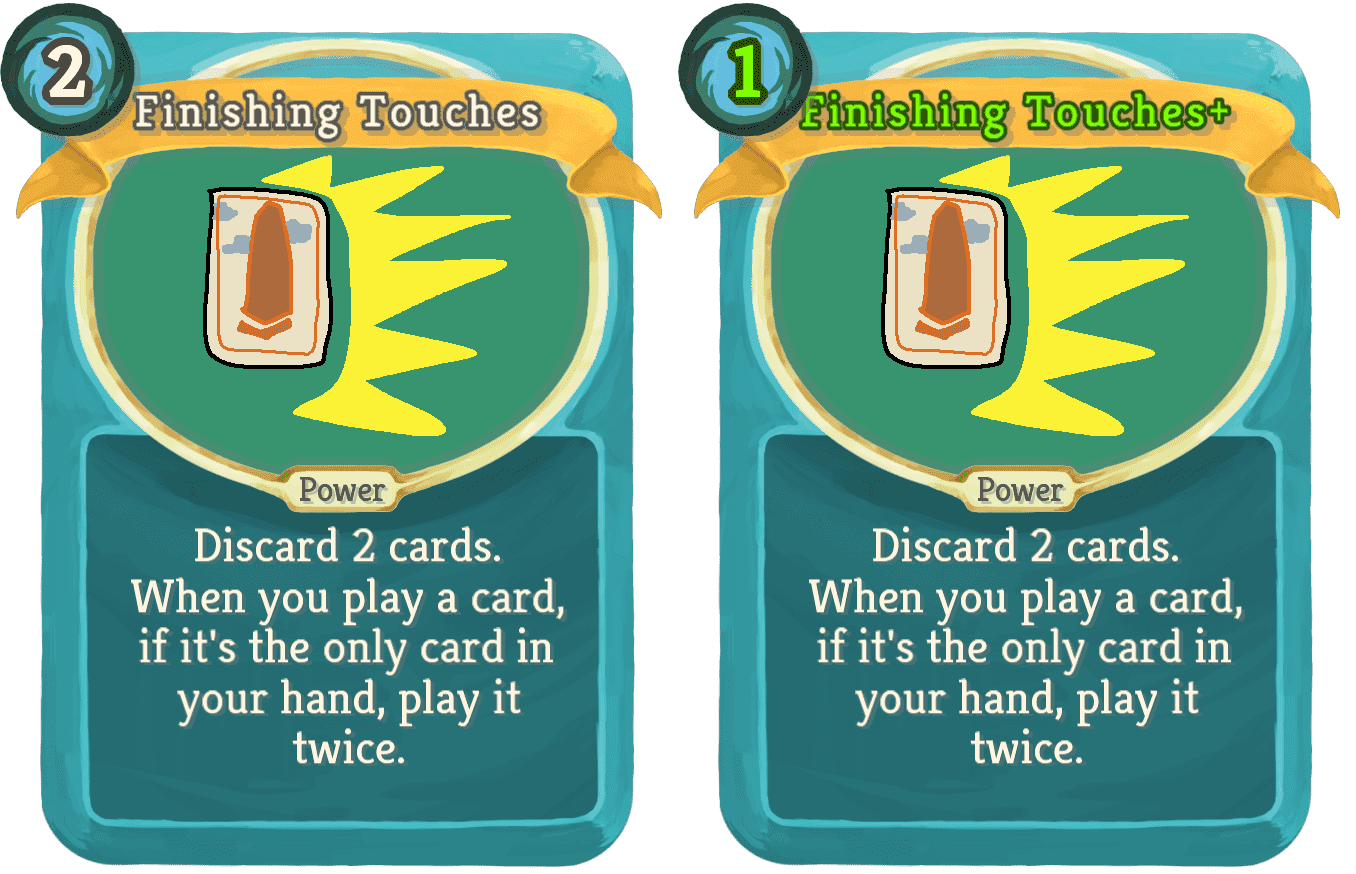 2
Finishing Touches
Power
Discard 2 cards.
When you play a card,
if it's the only card in
your hand, play it
twice.
1
Finishing Touches+
Power
Discard 2 cards.
When you play a card,
if it's the only card in
your hand, play it
twice.